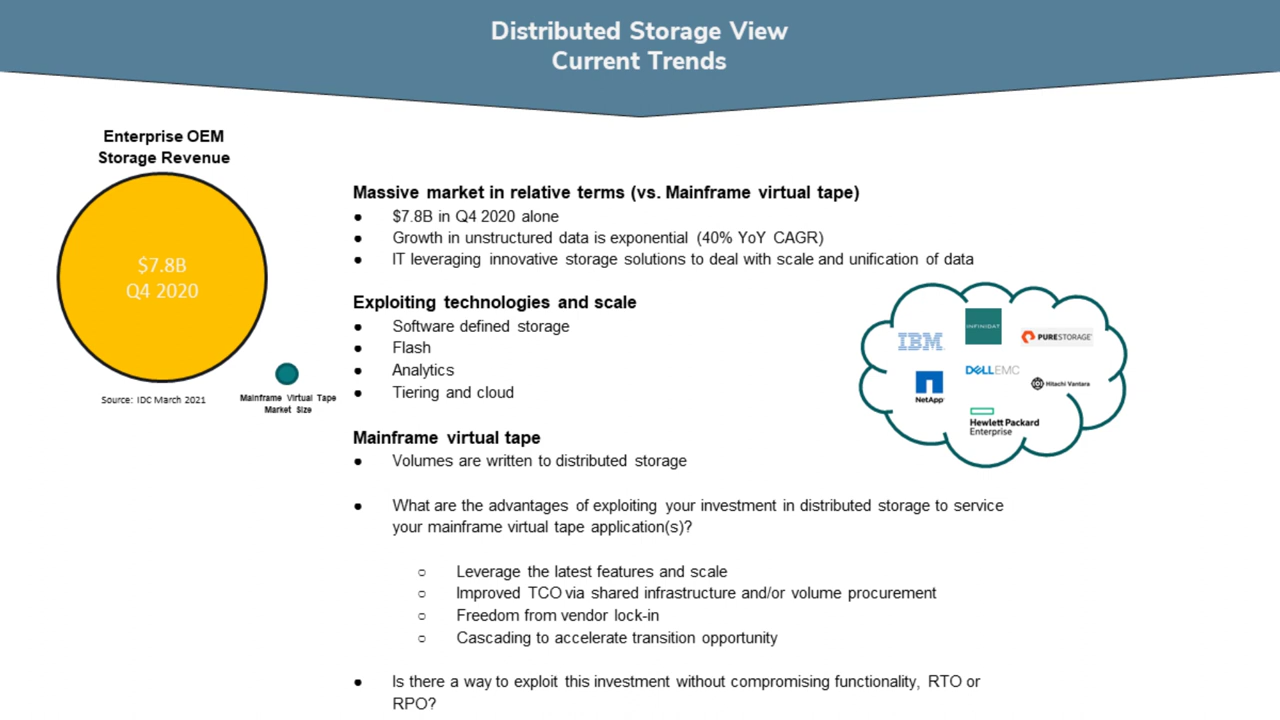 Distributed Storage View
Current Trends
Enterprise OEM
Storage Revenue
$7.8B
Q4 2020
Source: IDC March 2021
Mainframe Virtual Tape
Market Size
Massive market in relative terms (vs. Mainframe virtual tape)
● $7.8B in Q4 2020 alone
● Growth in unstructured data is exponential (40% YoY CAGR)
● IT leveraging innovative storage solutions to deal with scale and unification of data
Exploiting technologies and scale
● Software defined storage
● Flash
● Analytics
● Tiering and cloud
IBM
INFINIDAT
PURESTORAGE
NetApp
DELLEMC
Hitachi Vantara
Hewlett Packard
Enterprise
Mainframe virtual tape
● Volumes are written to distributed storage
● What are the advantages of exploiting your investment in distributed storage to service
your mainframe virtual tape application(s)?
○ Leverage the latest features and scale
○ Improved TCO via shared infrastructure and/or volume procurement
○ Freedom from vendor lock-in
○ Cascading to accelerate transition opportunity
● Is there a way to exploit this investment without compromising functionality, RTO or
RPO?